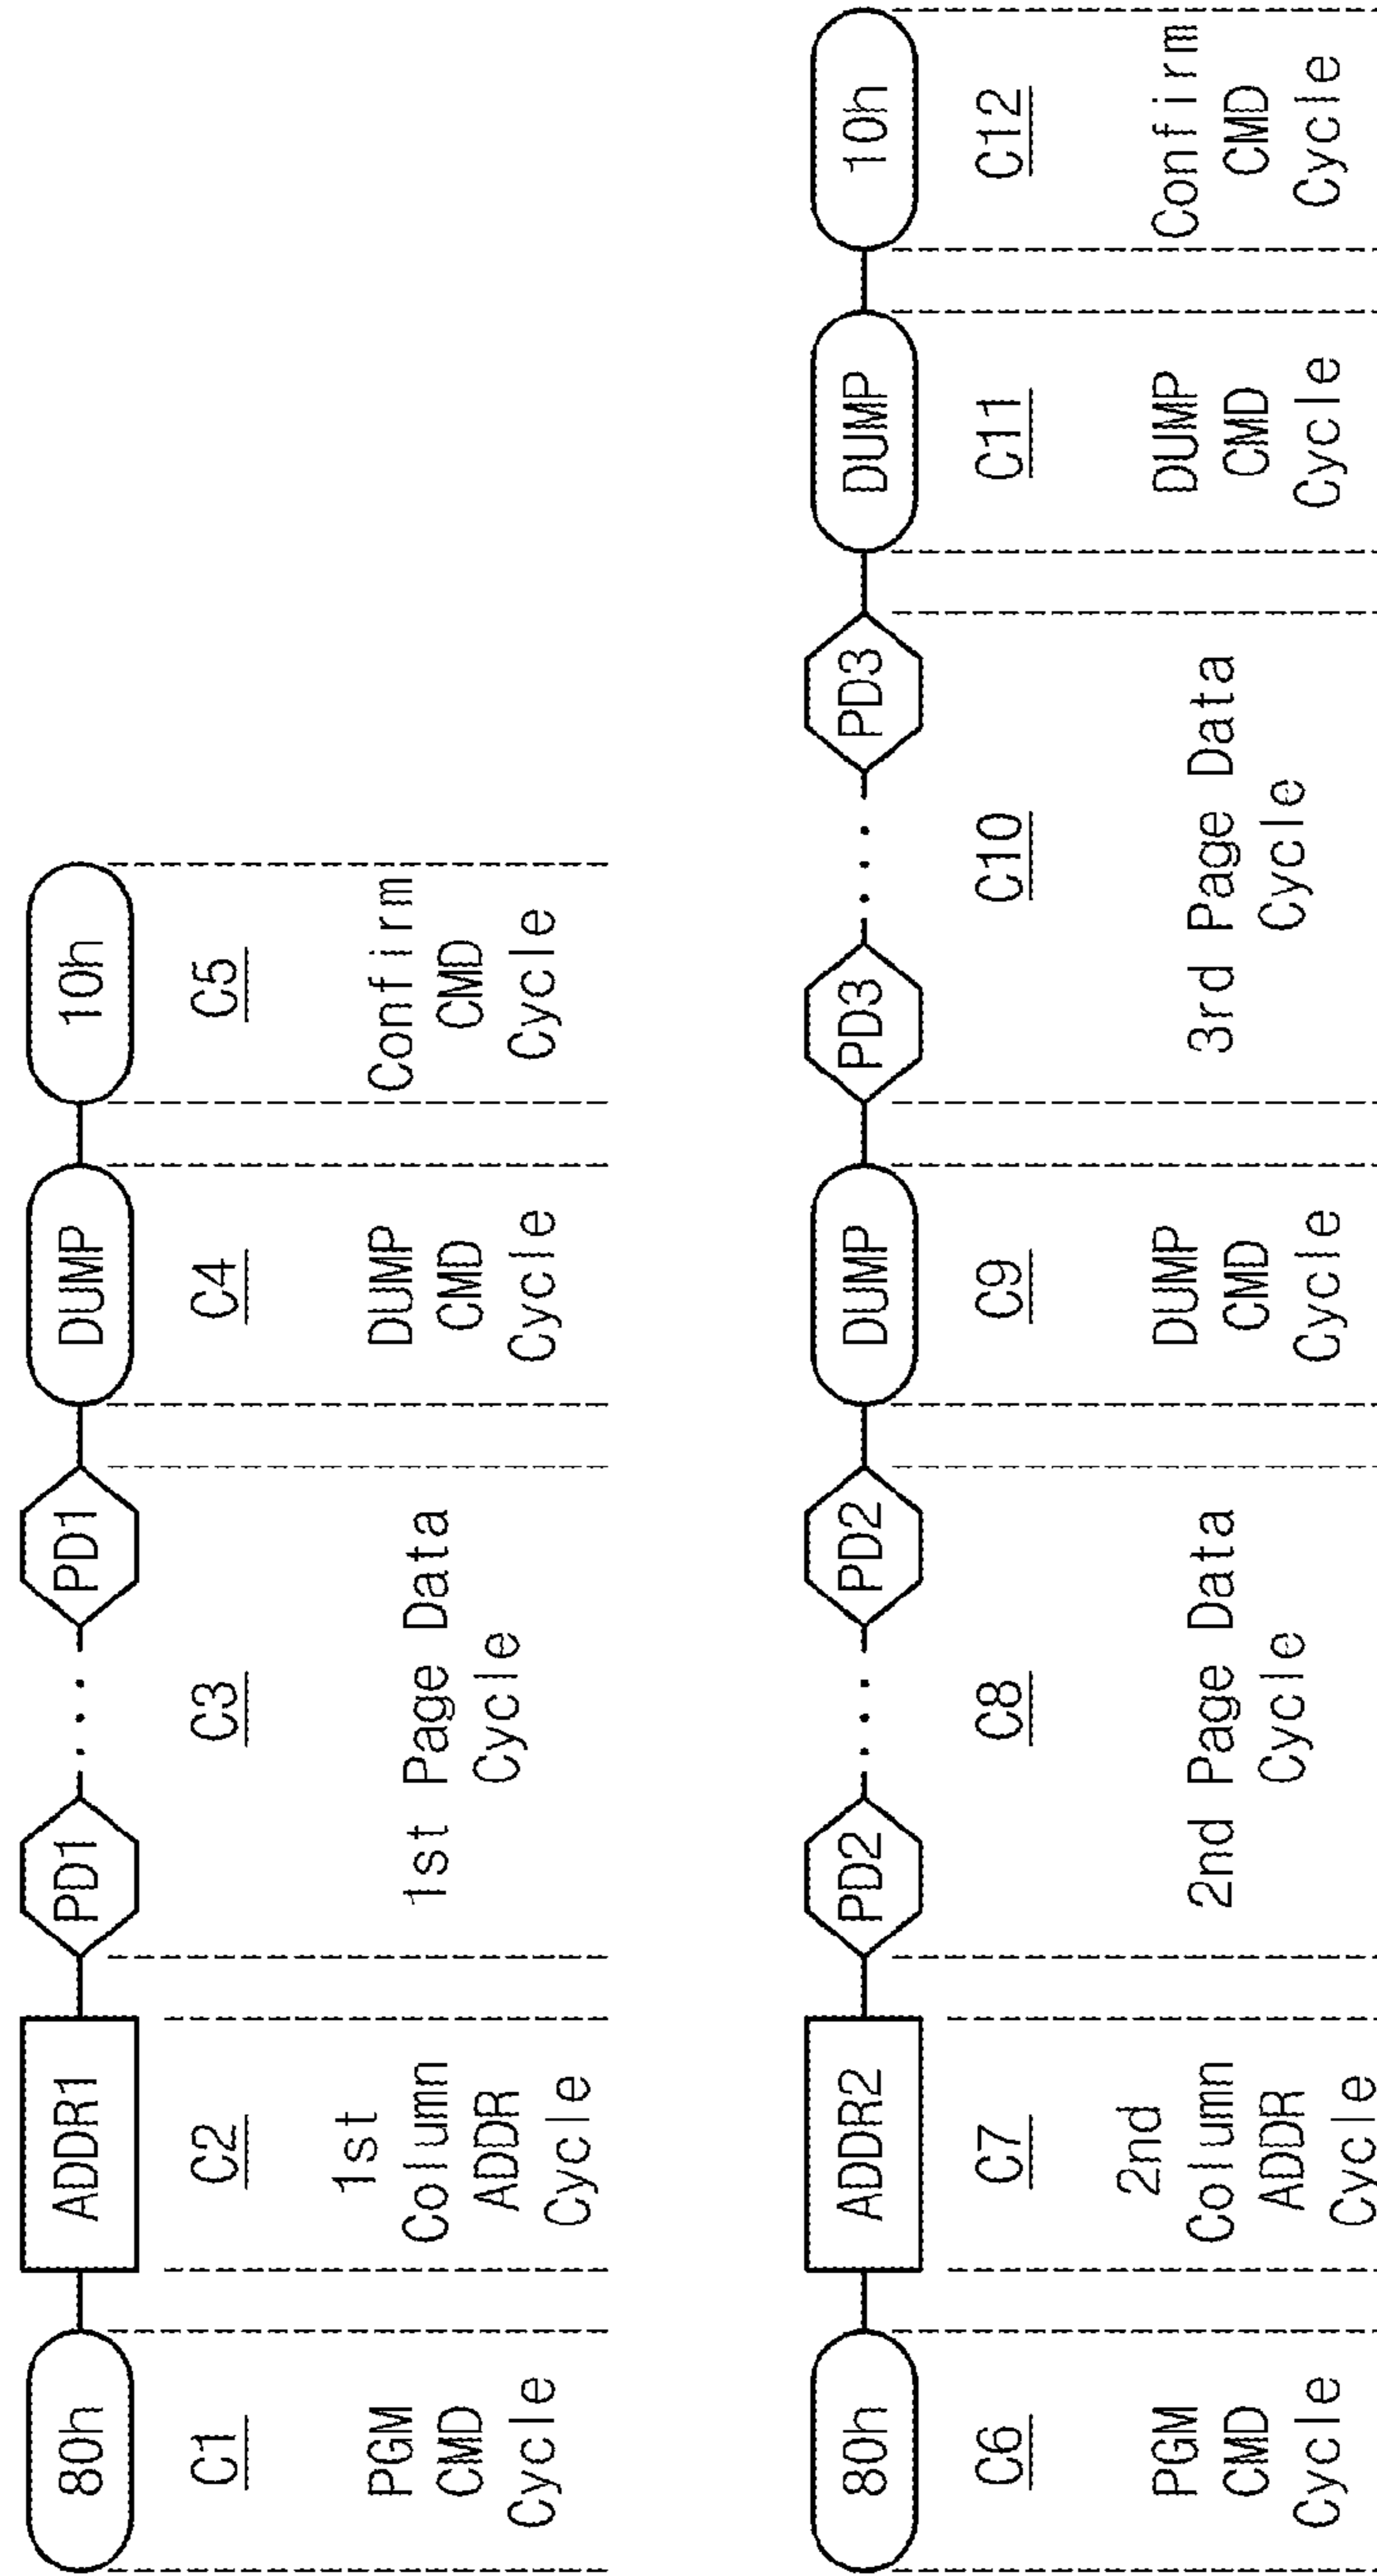 80h
ADDR1
PD1
PD1
DUMP
10h
C1
C2
C3
C4
C5
PGM
CMD
Cycle
1st
Column
ADDR
Cycle
1st Page Data
Cycle
DUMP
CMD
Cycle
Confirm
CMD
Cycle
80h
ADDR2
PD2
PD2
DUMP
PD3
PD3
DUMP
10h
C6
C7
C8
C9
C10
C11
C12
PGM
CMD
Cycle
2nd
Column
ADDR
Cycle
2nd Page Data
Cycle
DUMP
CMD
Cycle
3rd Page Data
Cycle
DUMP
CMD
Cycle
Confirm
CMD
Cycle